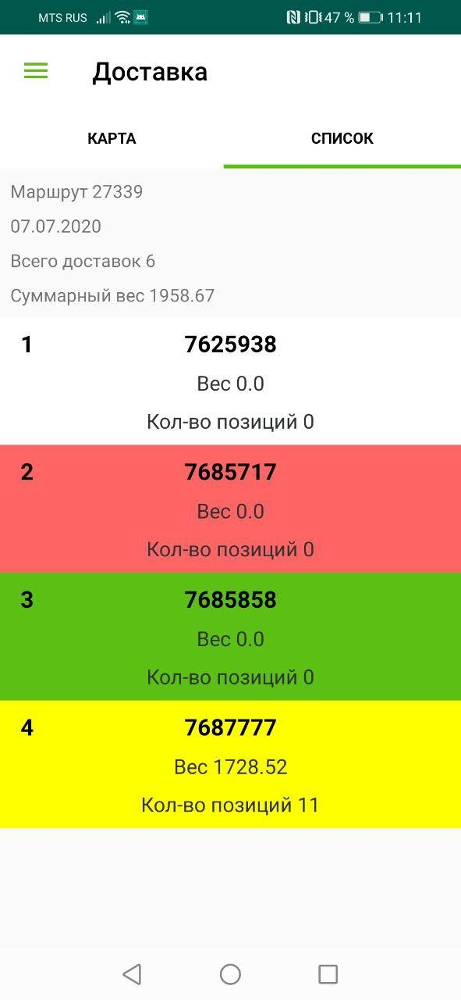 MTS RUS 47 % 11:11
Доставка
КАРТА СПИСОК
Маршрут 27339
07.07.2020
Всего доставок 6
Суммарный вес 1958.67
1 7625938
Вес 0.0
Кол-во позиций 0
2 7685717
Вес 0.0
Кол-во позиций 0
3 7685858
Вес 0.0
Кол-во позиций 0
4 7687777
Вес 1728.52
Кол-во позиций 11